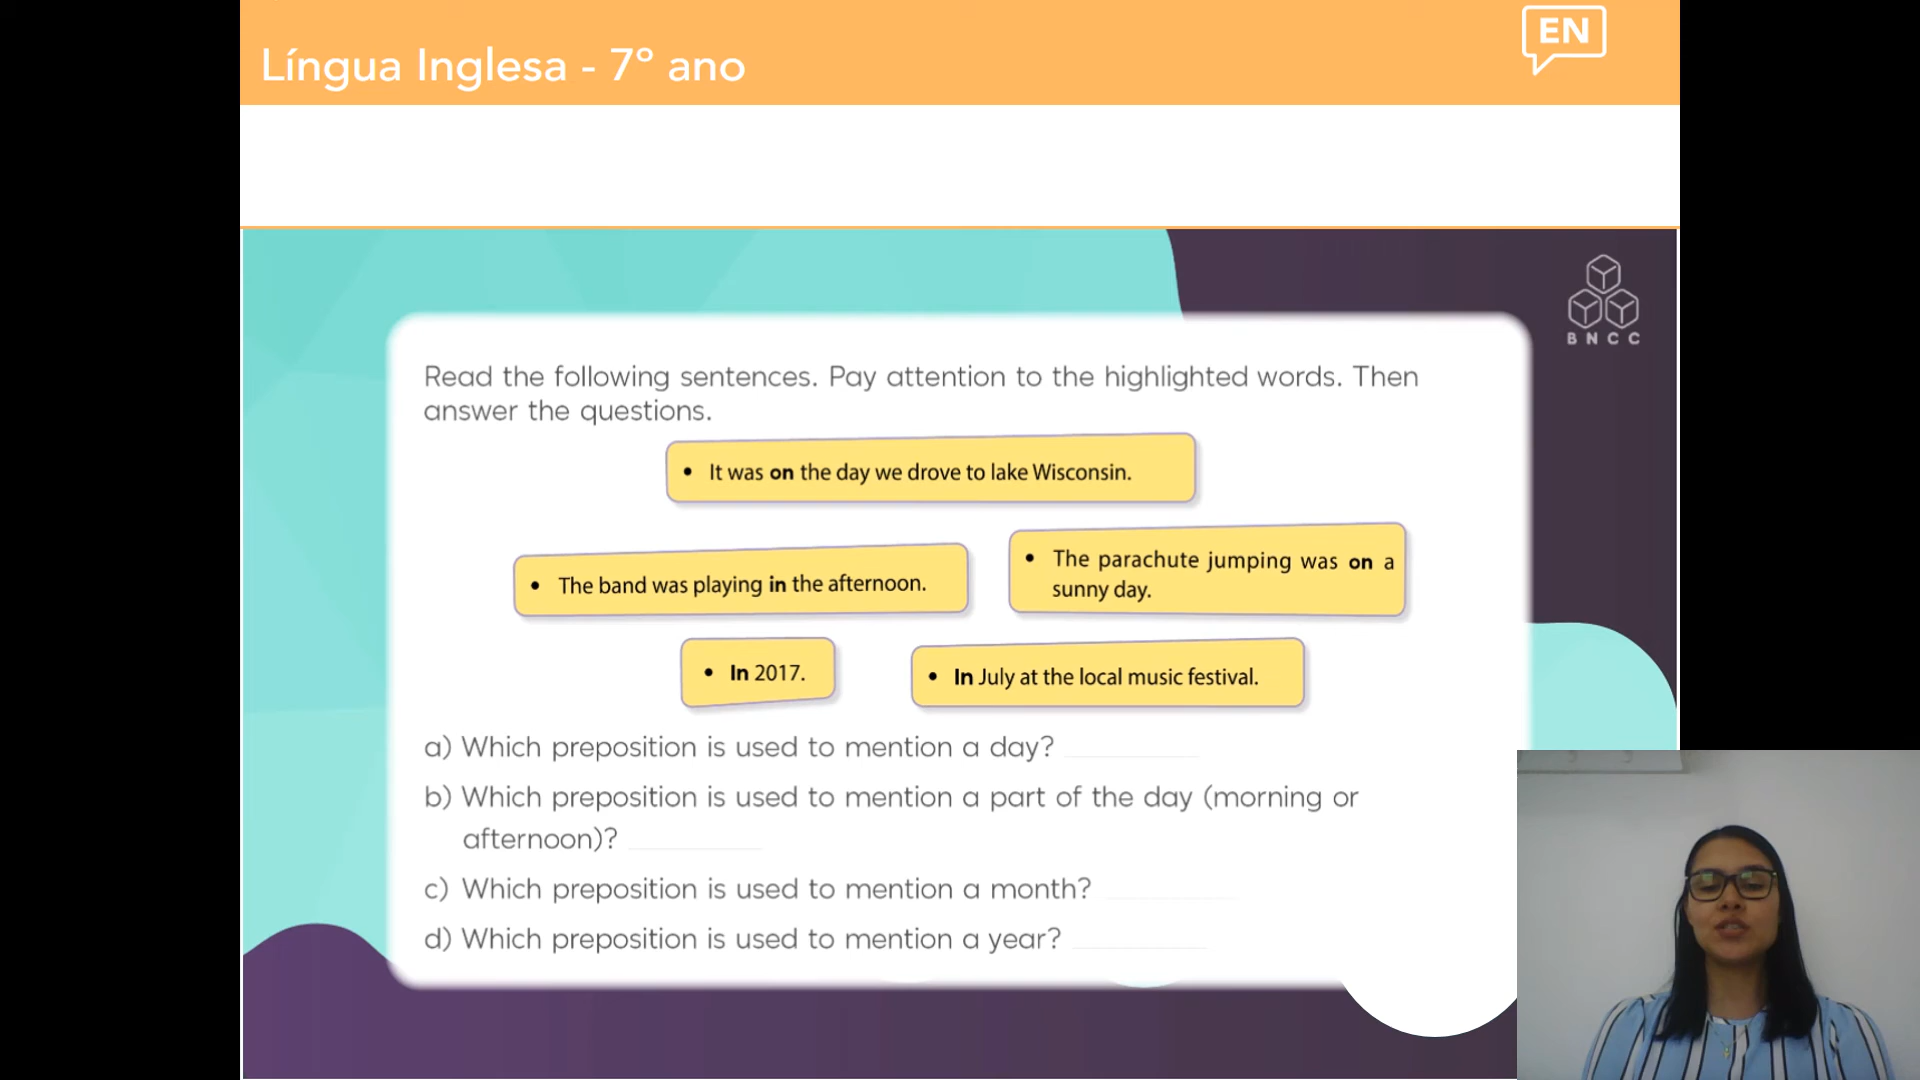 Língua Inglesa - 7º ano
EN
BNCC
Read the following sentences. Pay attention to the highlighted words. Then
answer the questions.
• It was on the day we drove to lake Wisconsin.
• The band was playing in the afternoon.
• The parachute jumping was on a
sunny day.
• In 2017.
• In July at the local music festival.
a) Which preposition is used to mention a day?
b) Which preposition is used to mention a part of the day (morning or
afternoon)?
c) Which preposition is used to mention a month?
d) Which preposition is used to mention a year?